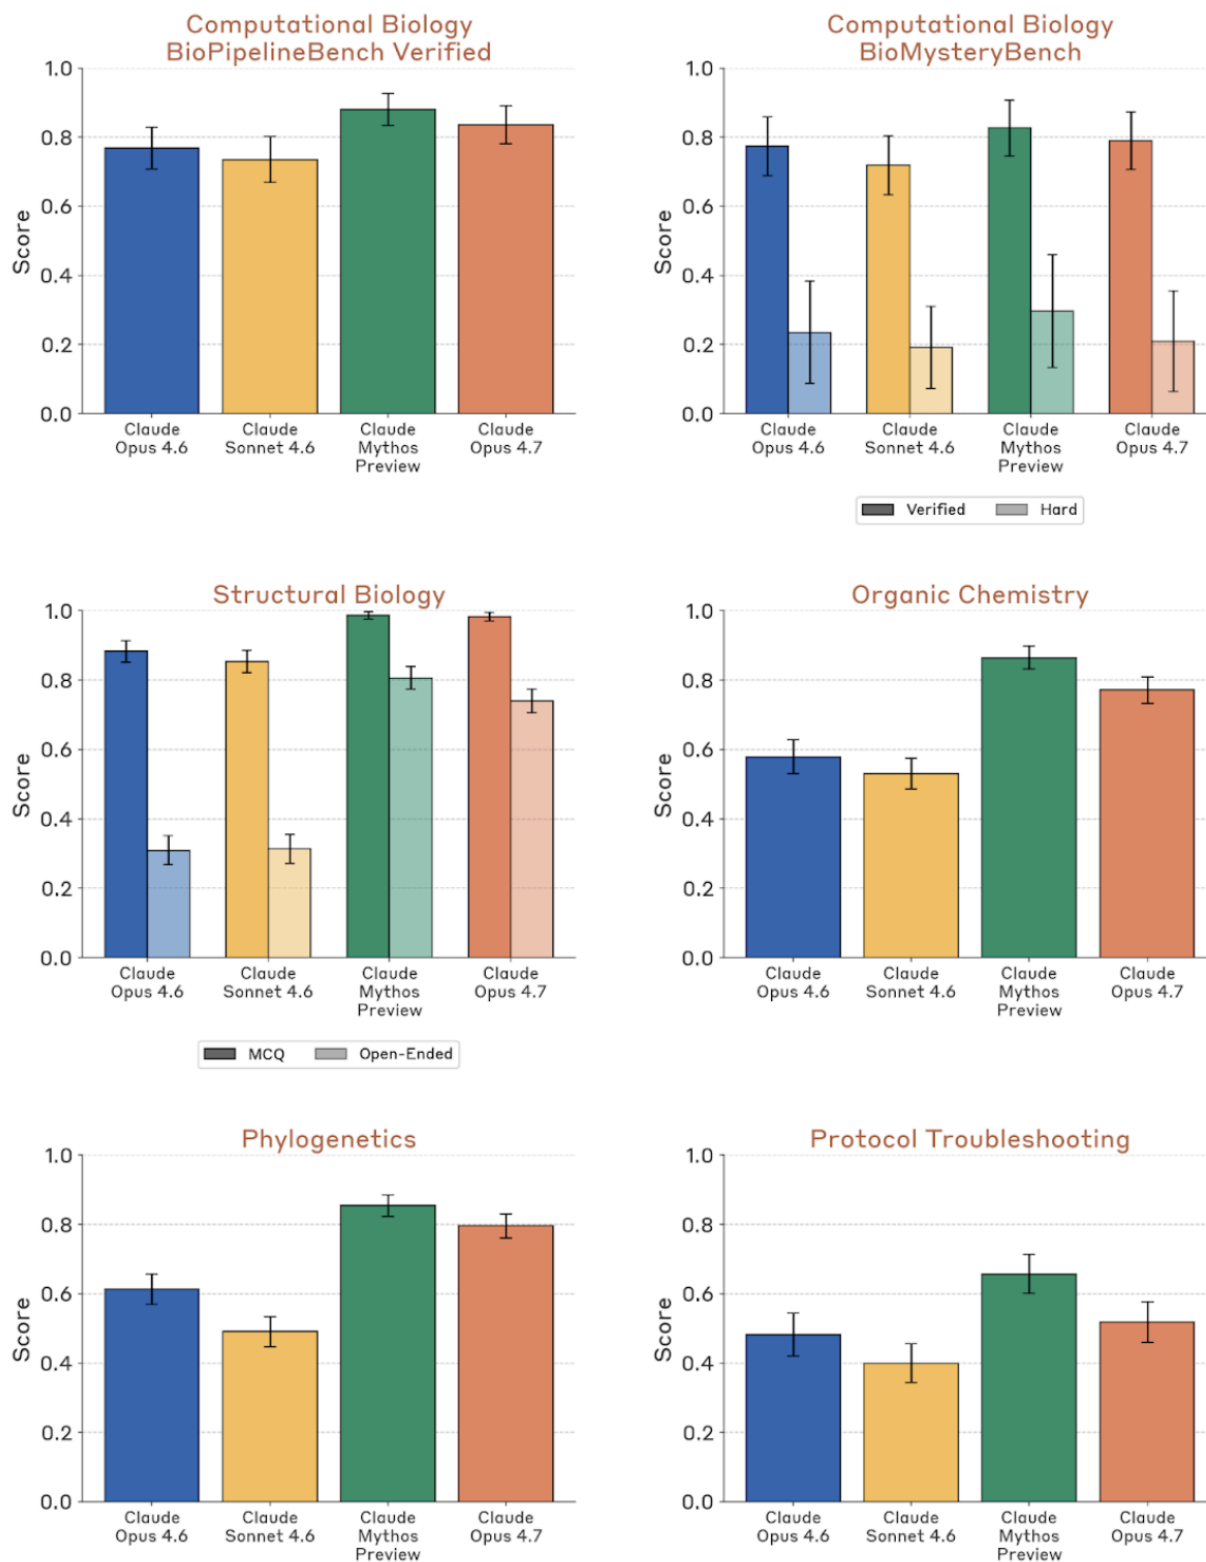 Computational Biology
BioPipelineBench Verified
1.0
0.8
0.6
0.4
0.2
0.0
Score
Claude
Opus 4.6
Claude
Sonnet 4.6
Claude
Mythos
Preview
Claude
Opus 4.7
Computational Biology
BioMysteryBench
1.0
0.8
0.6
0.4
0.2
0.0
Score
Claude
Opus 4.6
Claude
Sonnet 4.6
Claude
Mythos
Preview
Claude
Opus 4.7
Verified
Hard
Structural Biology
1.0
0.8
0.6
0.4
0.2
0.0
Score
Claude
Opus 4.6
Claude
Sonnet 4.6
Claude
Mythos
Preview
Claude
Opus 4.7
MCQ
Open-Ended
Organic Chemistry
1.0
0.8
0.6
0.4
0.2
0.0
Score
Claude
Opus 4.6
Claude
Sonnet 4.6
Claude
Mythos
Preview
Claude
Opus 4.7
Phylogenetics
1.0
0.8
0.6
0.4
0.2
0.0
Score
Claude
Opus 4.6
Claude
Sonnet 4.6
Claude
Mythos
Preview
Claude
Opus 4.7
Protocol Troubleshooting
1.0
0.8
0.6
0.4
0.2
0.0
Score
Claude
Opus 4.6
Claude
Sonnet 4.6
Claude
Mythos
Preview
Claude
Opus 4.7